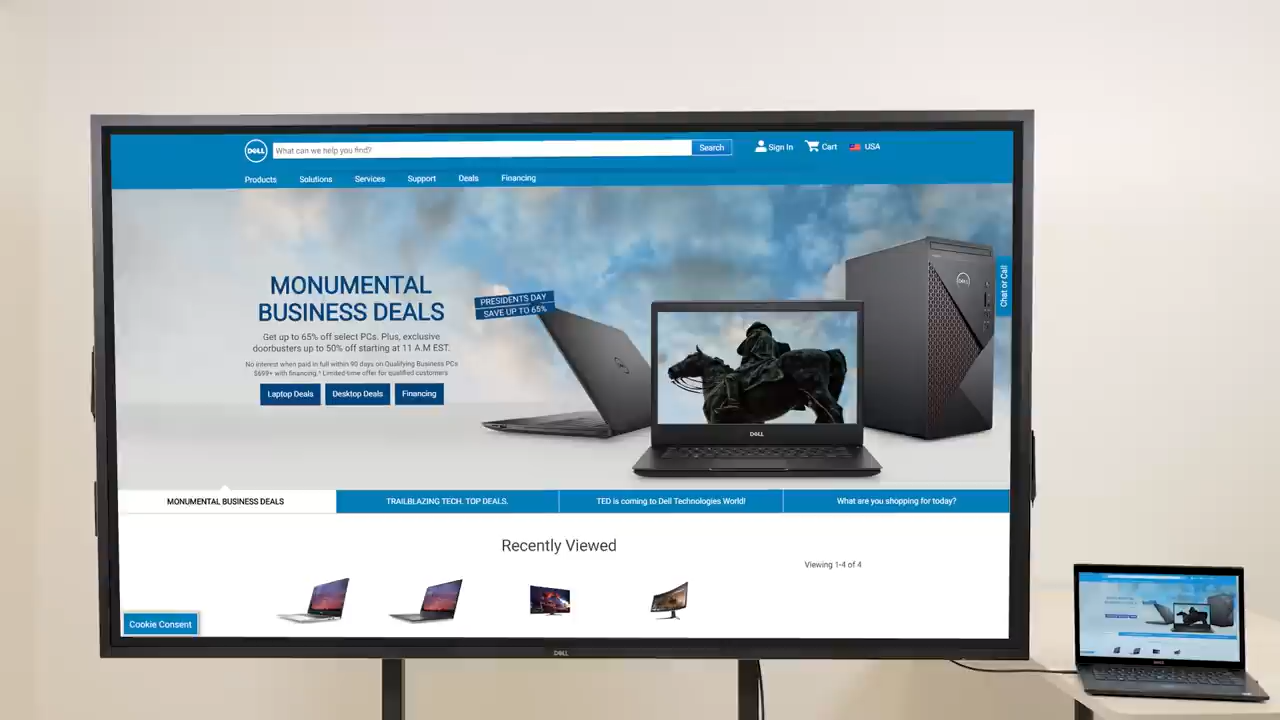 DELL
What can we help you find?
Search
Sign In
Cart
USA
Products
Solutions
Services
Support
Deals
Financing
MONUMENTAL
BUSINESS DEALS
Get up to 65% off select PCs. Plus, exclusive
doorbusters up to 50% off starting at 11 A.M EST.
No interest when paid in full within 90 days on Qualifying Business PCs
$699+ with financing.^ Limited time offer for qualified customers
Laptop Deals
Desktop Deals
Financing
PRESIDENTS DAY
SAVE UP TO 65%
DELL
DELL
DELL
Chat or Call
MONUMENTAL BUSINESS DEALS
TRAILBLAZING TECH. TOP DEALS.
TED is coming to Dell Technologies World!
What are you shopping for today?
Recently Viewed
Viewing 1-4 of 4
Cookie Consent
DELL